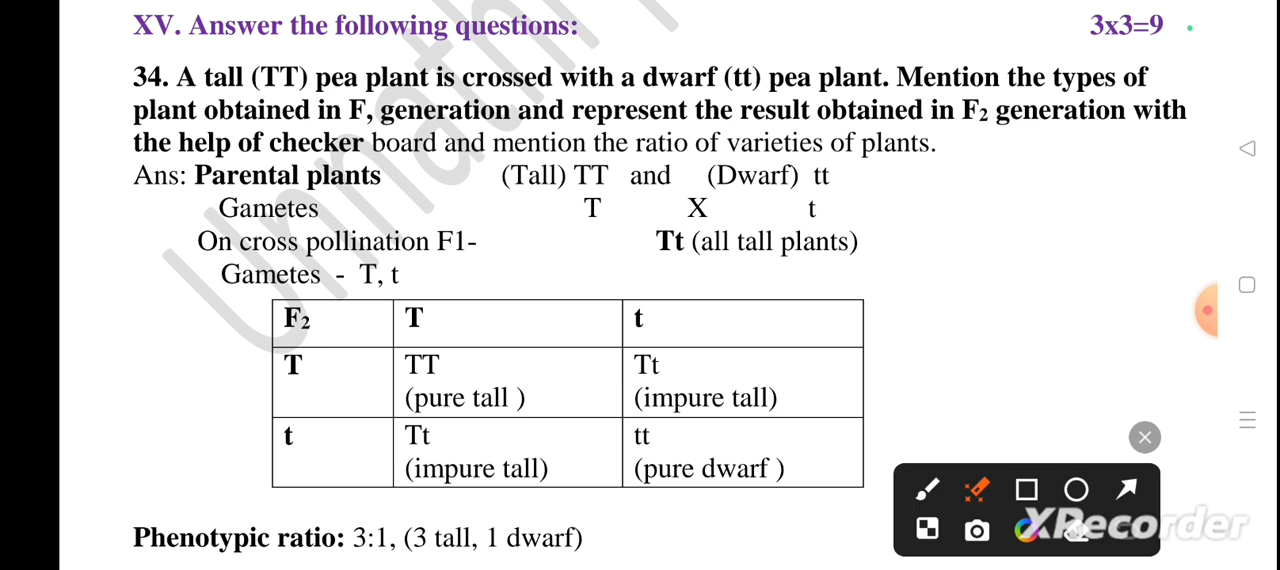 XV. Answer the following questions: 3x3=9
34. A tall (TT) pea plant is crossed with a dwarf (tt) pea plant. Mention the types of
plant obtained in F, generation and represent the result obtained in F₂ generation with
the help of checker board and mention the ratio of varieties of plants.
Ans: Parental plants (Tall) TT and (Dwarf) tt
Gametes T X t
On cross pollination F1- Tt (all tall plants)
Gametes - T, t
F₂ T t
T TT Tt
(pure tall ) (impure tall)
t Tt tt
(impure tall) (pure dwarf )
Phenotypic ratio: 3:1, (3 tall, 1 dwarf)
XRecorder